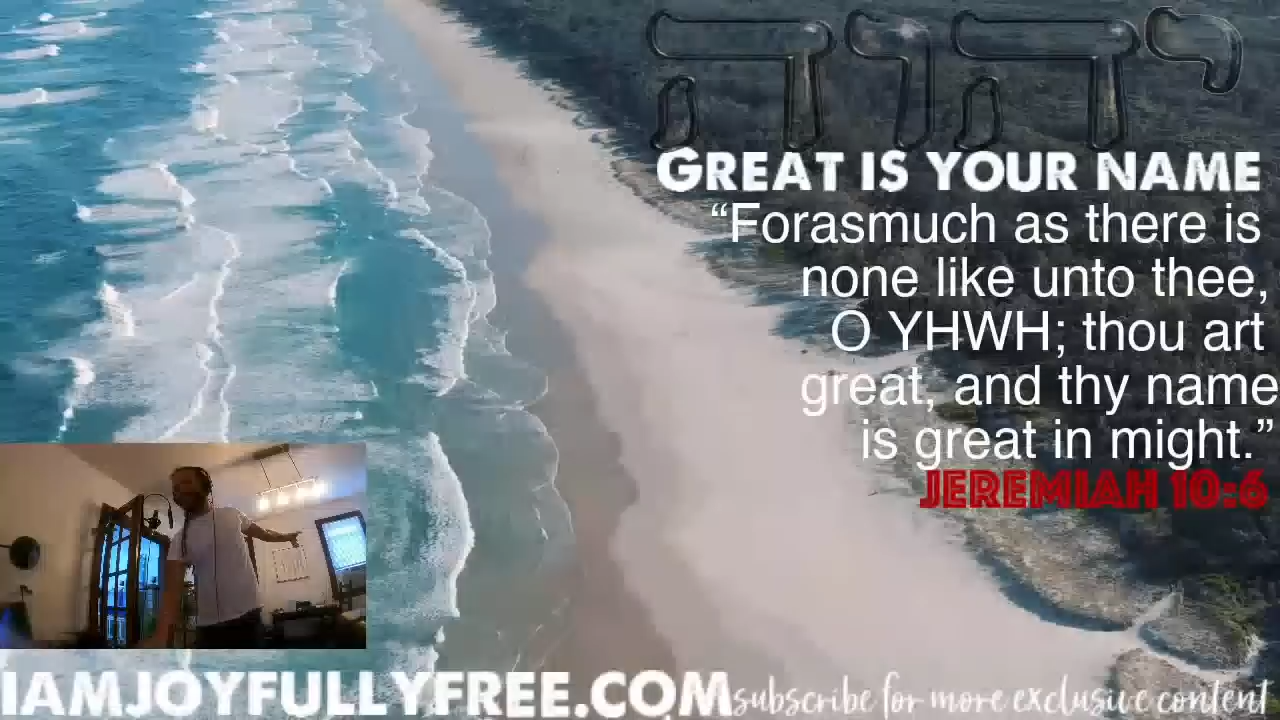 יהוה
GREAT IS YOUR NAME
“Forasmuch as there is
none like unto thee,
O YHWH; thou art
great, and thy name
is great in might.”
JEREMIAH 10:6
IAMJOYFULLYFREE.COM subscribe for more exclusive content